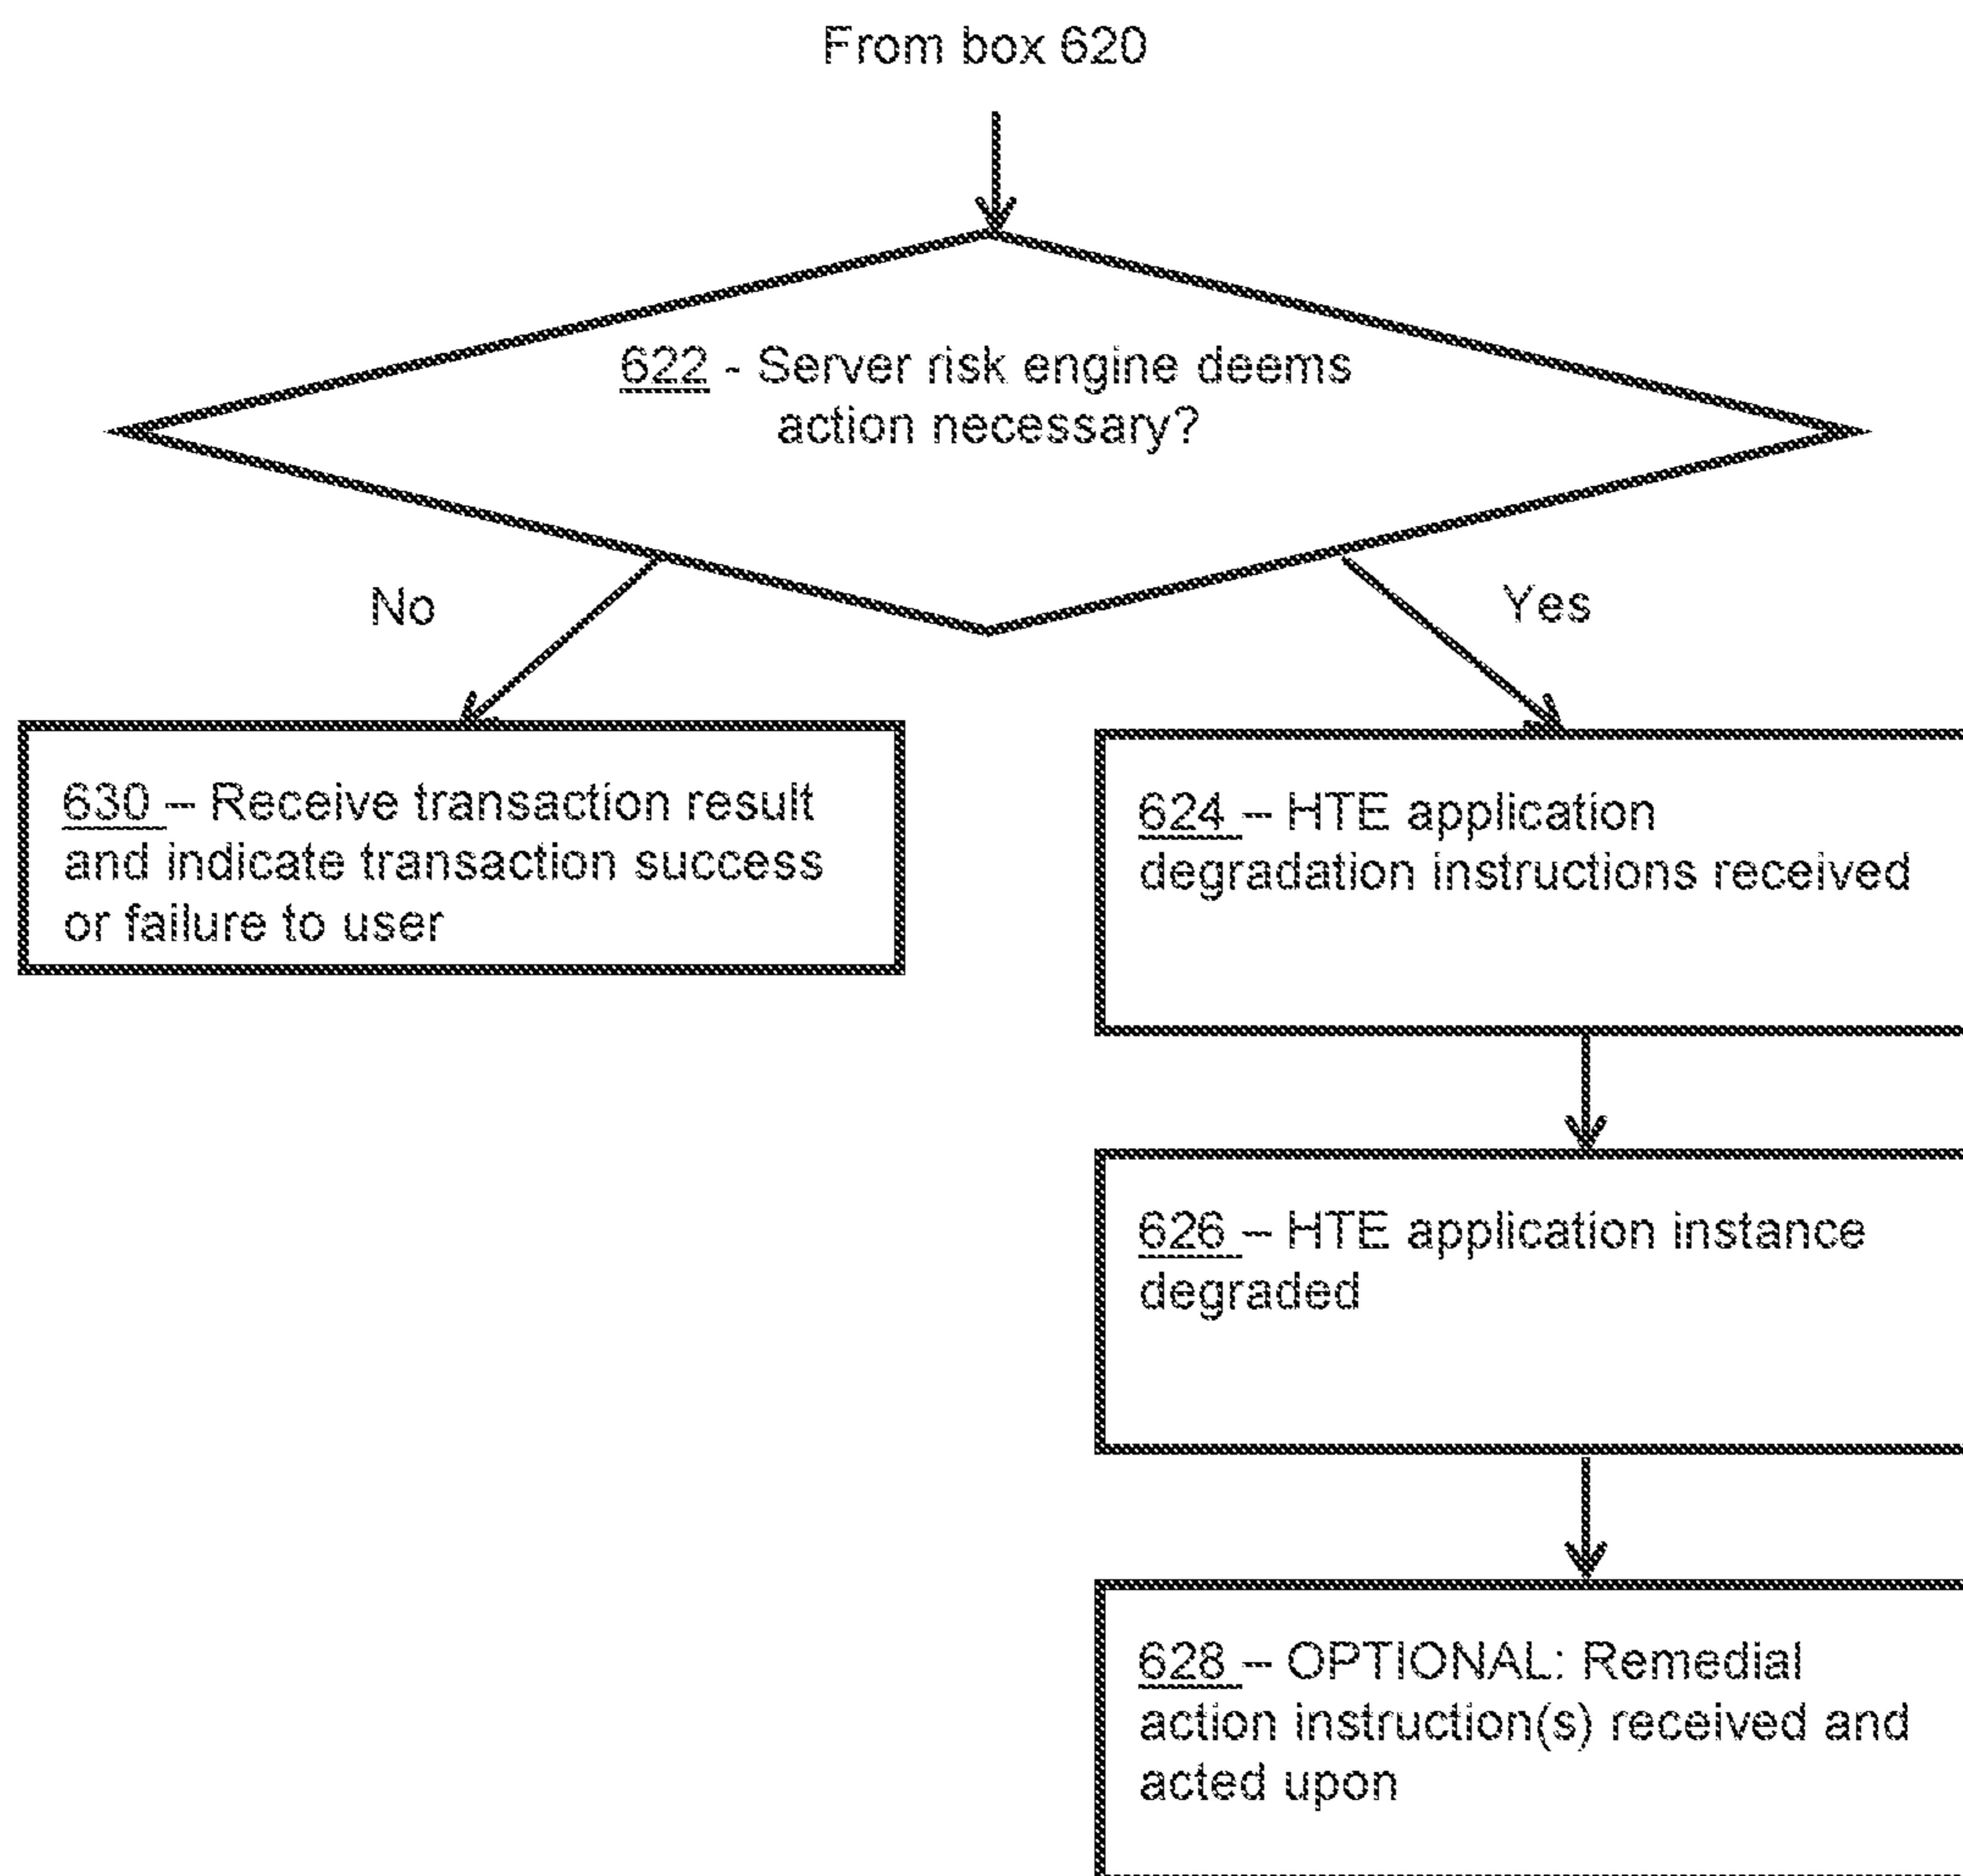 From box 620
622 - Server risk engine deems
action necessary?
No
Yes
630 – Receive transaction result
and indicate transaction success
or failure to user
624 – HTE application
degradation instructions received
626 – HTE application instance
degraded
628 – OPTIONAL: Remedial
action instruction(s) received and
acted upon